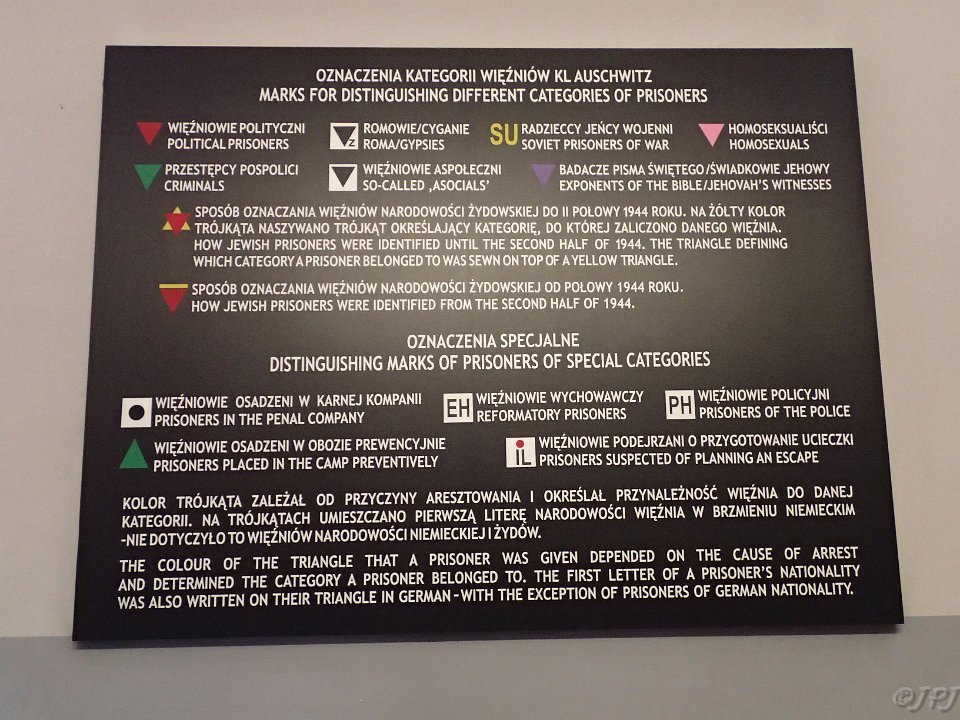 OZNACZENIA KATEGORII WIĘŹNIÓW KL AUSCHWITZ
MARKS FOR DISTINGUISHING DIFFERENT CATEGORIES OF PRISONERS
WIĘŹNIOWIE POLITYCZNI
POLITICAL PRISONERS
Z
ROMOWIE/CYGANIE
ROMA/GYPSIES
SU
RADZIECCY JEŃCY WOJENNI
SOVIET PRISONERS OF WAR
HOMOSEKSUALIŚCI
HOMOSEXUALS
PRZESTĘPCY POSPOLICI
CRIMINALS
WIĘŹNIOWIE ASPOŁECZNI
SO-CALLED ‚ASOCIALS'
BADACZE PISMA ŚWIĘTEGO/ŚWIADKOWIE JEHOWY
EXPONENTS OF THE BIBLE/JEHOVAH'S WITNESSES
SPOSÓB OZNACZANIA WIĘŹNIÓW NARODOWOŚCI ŻYDOWSKIEJ DO II POŁOWY 1944 ROKU. NA ŻÓŁTY KOLOR
TRÓJKĄTA NASZYWANO TRÓJKĄT OKREŚLAJĄCY KATEGORIĘ, DO KTÓREJ ZALICZONO DANEGO WIĘŹNIA.
HOW JEWISH PRISONERS WERE IDENTIFIED UNTIL THE SECOND HALF OF 1944. THE TRIANGLE DEFINING
WHICH CATEGORY A PRISONER BELONGED TO WAS SEWN ON TOP OF A YELLOW TRIANGLE.
SPOSÓB OZNACZANIA WIĘŹNIÓW NARODOWOŚCI ŻYDOWSKIEJ OD POŁOWY 1944 ROKU.
HOW JEWISH PRISONERS WERE IDENTIFIED FROM THE SECOND HALF OF 1944.
OZNACZENIA SPECJALNE
DISTINGUISHING MARKS OF PRISONERS OF SPECIAL CATEGORIES
WIĘŹNIOWIE OSADZENI W KARNEJ KOMPANII
PRISONERS IN THE PENAL COMPANY
EH
WIĘŹNIOWIE WYCHOWAWCZY
REFORMATORY PRISONERS
PH
WIĘŹNIOWIE POLICYJNI
PRISONERS OF THE POLICE
WIĘŹNIOWIE OSADZENI W OBOZIE PREWENCYJNIE
PRISONERS PLACED IN THE CAMP PREVENTIVELY
IL
WIĘŹNIOWIE PODEJRZANI O PRZYGOTOWANIE UCIECZKI
PRISONERS SUSPECTED OF PLANNING AN ESCAPE
KOLOR TRÓJKĄTA ZALEŻAŁ OD PRZYCZYNY ARESZTOWANIA I OKREŚLAŁ PRZYNALEŻNOŚĆ WIĘŹNIA DO DANEJ
KATEGORII. NA TRÓJKĄTACH UMIESZCZANO PIERWSZĄ LITERĘ NARODOWOŚCI WIĘŹNIA W BRZMIENIU NIEMIECKIM
-NIE DOTYCZYŁO TO WIĘŹNIÓW NARODOWOŚCI NIEMIECKIEJ I ŻYDÓW.
THE COLOUR OF THE TRIANGLE THAT A PRISONER WAS GIVEN DEPENDED ON THE CAUSE OF ARREST
AND DETERMINED THE CATEGORY A PRISONER BELONGED TO. THE FIRST LETTER OF A PRISONER'S NATIONALITY
WAS ALSO WRITTEN ON THEIR TRIANGLE IN GERMAN - WITH THE EXCEPTION OF PRISONERS OF GERMAN NATIONALITY.
©JPJ